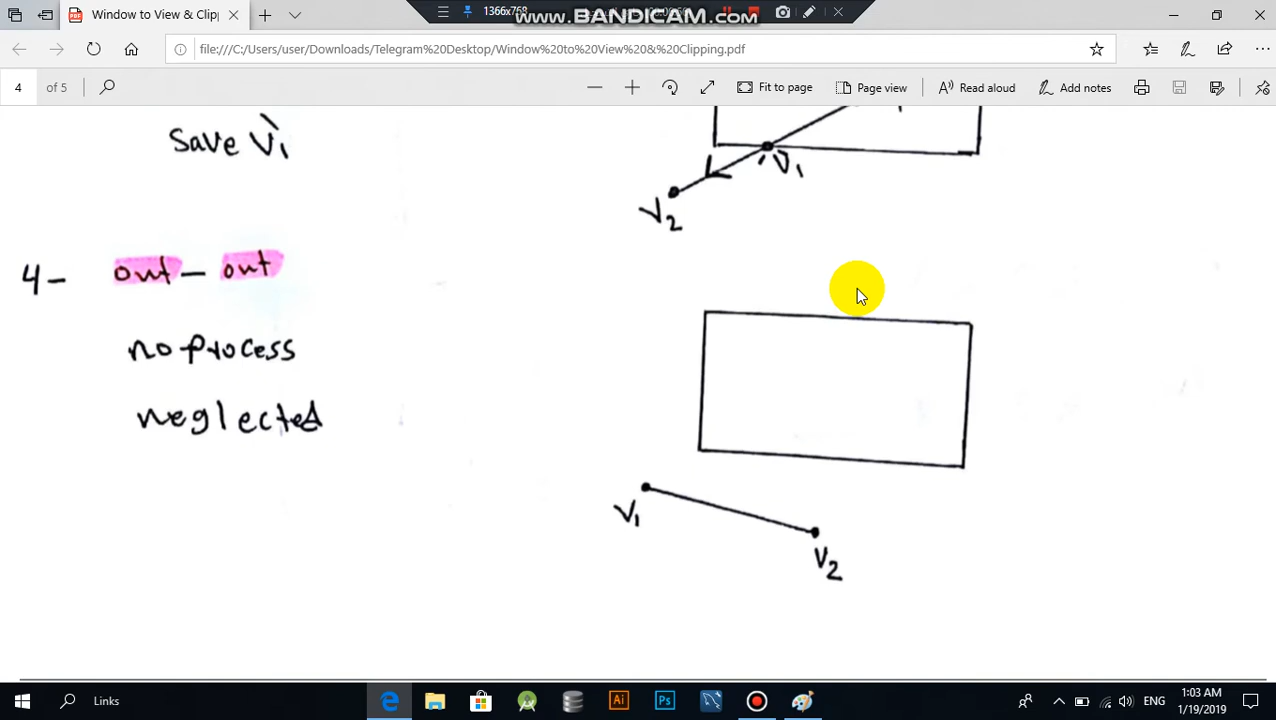 Window to View & Clip
1366x768
www.BANDICAM.com
file:///C:/Users/user/Downloads/Telegram%20Desktop/Window%20to%20View%20&%20Clipping.pdf
4 of 5
Fit to page
Page view
Read aloud
Add notes
Save V̀1
V1
V2
4- out - out
no process
neglected
V1
V2
Links
ENG
1:03 AM
1/19/2019